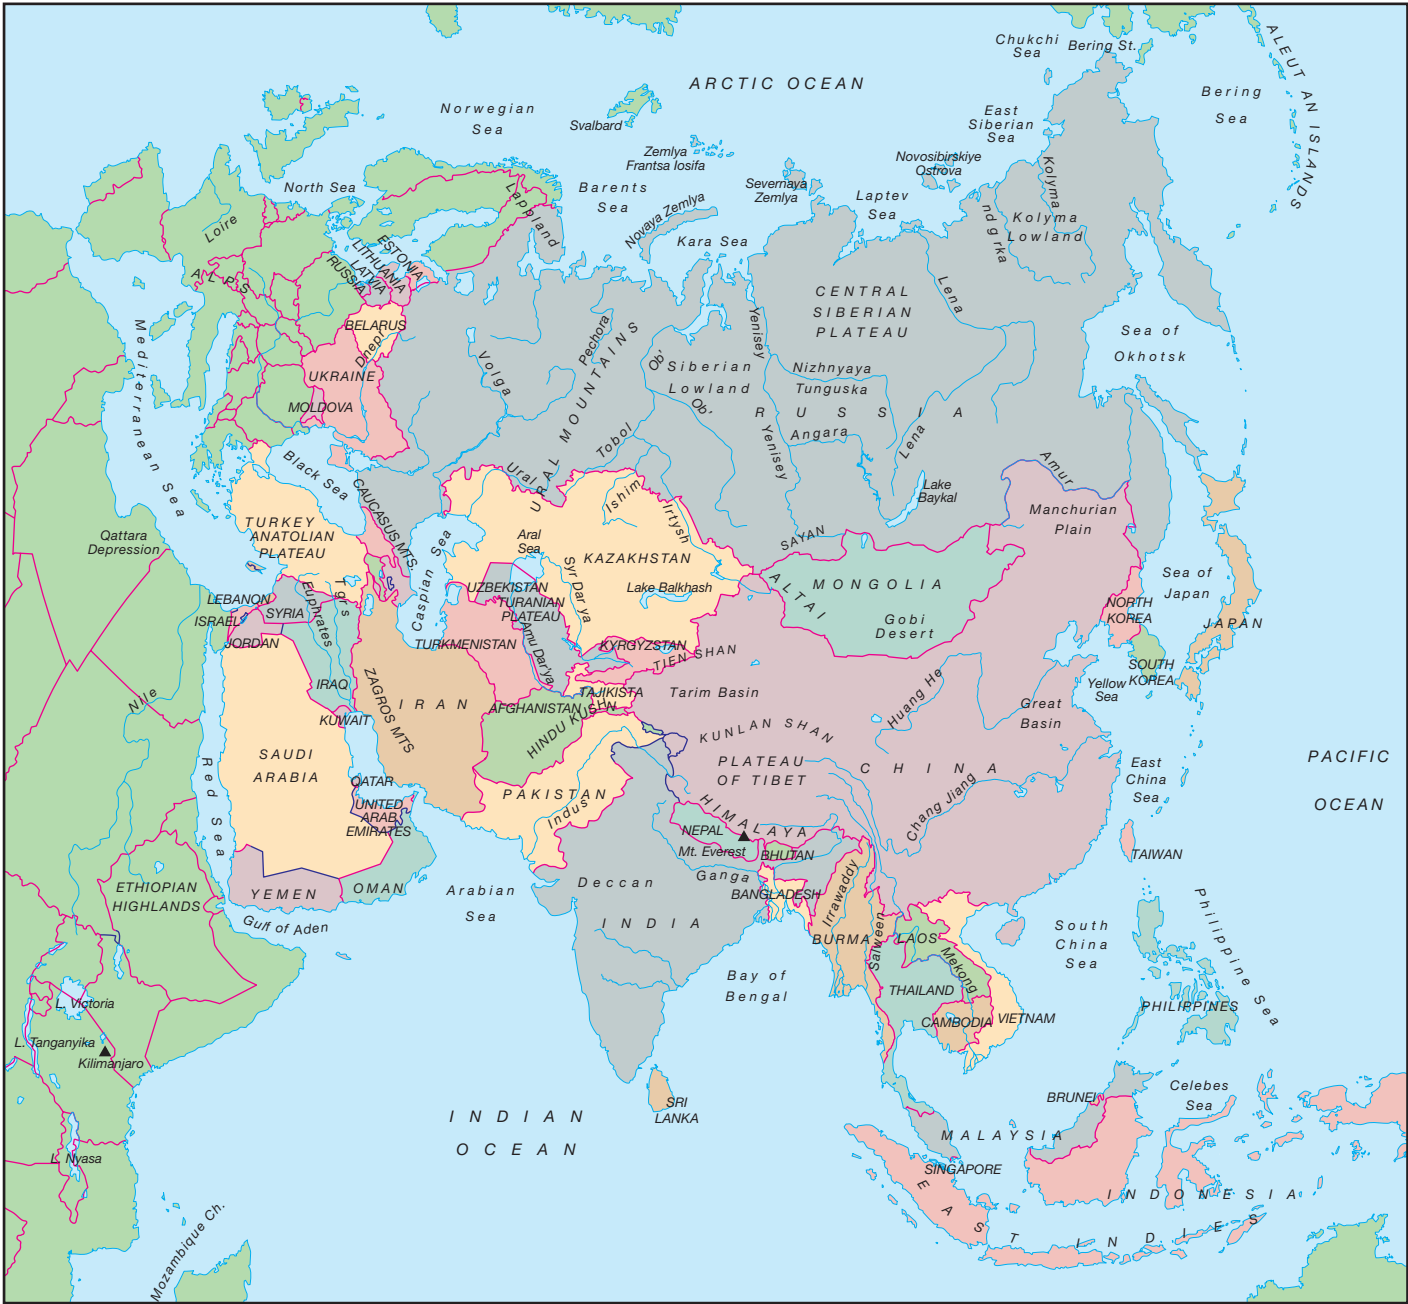 Chukchi
Sea
Bering St.
ALEUT AN ISLANDS
ARCTIC OCEAN
Bering
Sea
Norwegian
Sea
Svalbard
East
Siberian
Sea
Zemlya
Frantsa Iosifa
Novosibirskiye
Ostrova
Kolyma
North Sea
Lappland
Barents
Sea
Severnaya
Zemlya
Laptev
Sea
Novaya Zemlya
nd g rka
Kolyma
Lowland
Loire
Kara Sea
ESTONIA
LITHUANIA
LATVIA
RUSSIA
ALPS
Lena
CENTRAL
SIBERIAN
PLATEAU
Mediterranean Sea
BELARUS
Dnepr
Pechora
Yenisey
Sea of
Okhotsk
UKRAINE
Volga
URAL MOUNTAINS
Ob'
Siberian
Lowland
Nizhnyaya
Tunguska
MOLDOVA
Ob'
RUSSIA
Tobol
Yenisey
Angara
Lena
Black Sea
Ural
Ishim
Irtysh
Lake
Baykal
Amur
CAUCASUS MTS.
Manchurian
Plain
TURKEY
ANATOLIAN
PLATEAU
Qattara
Depression
Caspian Sea
Aral
Sea
SAYAN
KAZAKHSTAN
Syr Dar ya
Lake Balkhash
ALTAI
MONGOLIA
Sea of
Japan
LEBANON
SYRIA
Euphrates
T grs
UZBEKISTAN
TURANIAN
PLATEAU
ISRAEL
Amu Dar'ya
Gobi
Desert
NORTH
KOREA
JAPAN
JORDAN
TURKMENISTAN
KYRGYZSTAN
TIEN SHAN
SOUTH
KOREA
Nile
IRAQ
ZAGROS MTS
IRAN
TAJIKISTA
Tarim Basin
Huang He
Yellow
Sea
KUWAIT
AFGHANISTAN
HINDU KUSHN
Great
Basin
KUNLAN SHAN
SAUDI
ARABIA
PLATEAU
OF TIBET
CHINA
PACIFIC
OCEAN
Red Sea
QATAR
UNITED
ARAB
EMIRATES
PAKISTAN
Indus
Chang Jiang
East
China
Sea
HIMALAYA
NEPAL
Mt. Everest
BHUTAN
TAIWAN
ETHIOPIAN
HIGHLANDS
YEMEN
OMAN
Arabian
Sea
Deccan
Ganga
BANGLADESH
Irrawaddy
Philippine Sea
Guff of Aden
INDIA
BURMA
Salween
LAOS
South
China
Sea
Mekong
Bay of
Bengal
THAILAND
L. Victoria
PHILIPPINES
CAMBODIA
VIETNAM
L. Tanganyika
Kilimanjaro
SRI
LANKA
BRUNEI
Celebes
Sea
INDIAN
OCEAN
MALAYSIA
L. Nyasa
SINGAPORE
INDONESIA
EAST INDIES
Mozambique Ch.